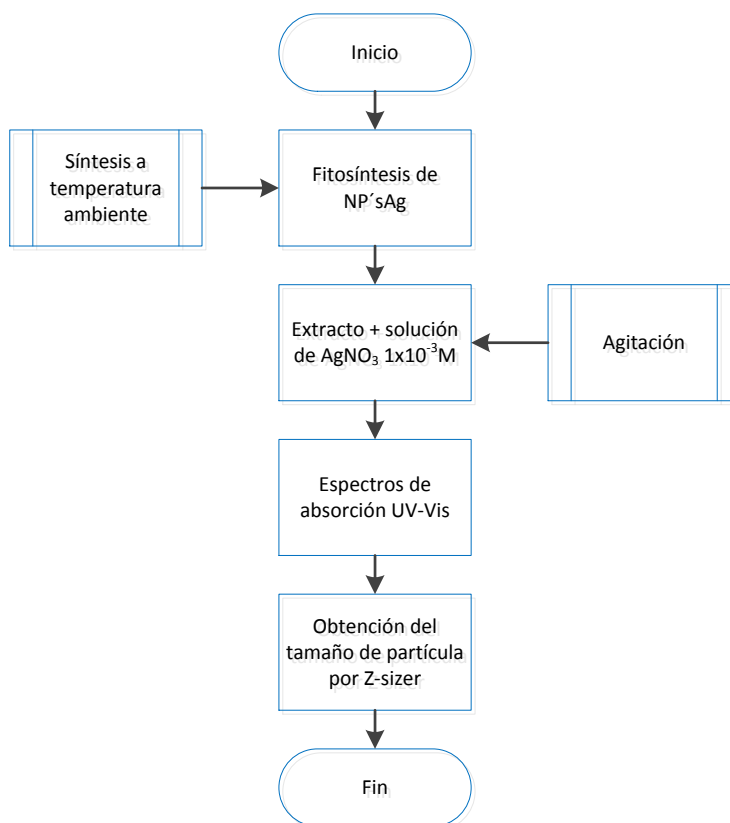 Inicio
Síntesis a
temperatura
ambiente
Fitosíntesis de
NP´sAg
Extracto + solución
de AgNO₃ 1x10⁻³M
Agitación
Espectros de
absorción UV-Vis
Obtención del
tamaño de partícula
por Z-sizer
Fin